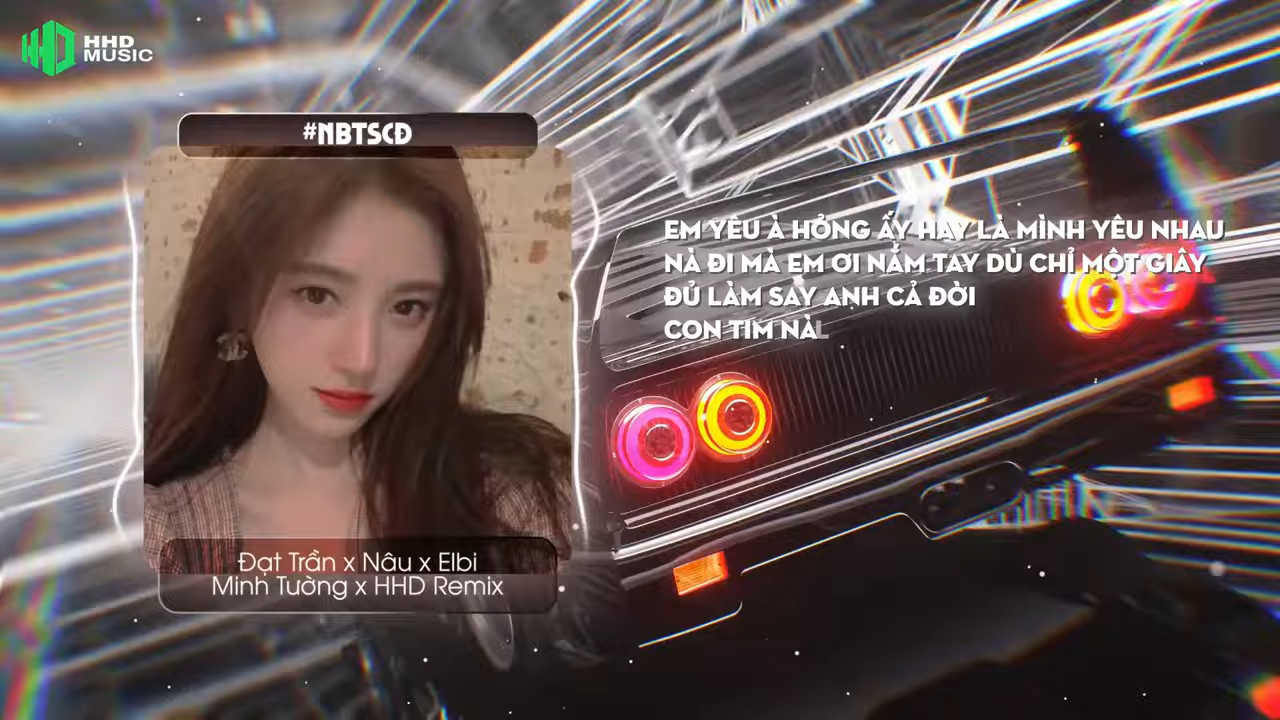 HHD
MUSIC
#NBTSCĐ
EM YÊU À HỔNG ẤY HAY LÀ MÌNH YÊU NHAU
NÀ ĐI MÀ EM ƠI NẮM TAY DÙ CHỈ MỘT GIÂY
ĐỦ LÀM SAY ANH CẢ ĐỜI
CON TIM NÀL
Đạt Trần x Nâu x Elbi
Minh Tường x HHD Remix